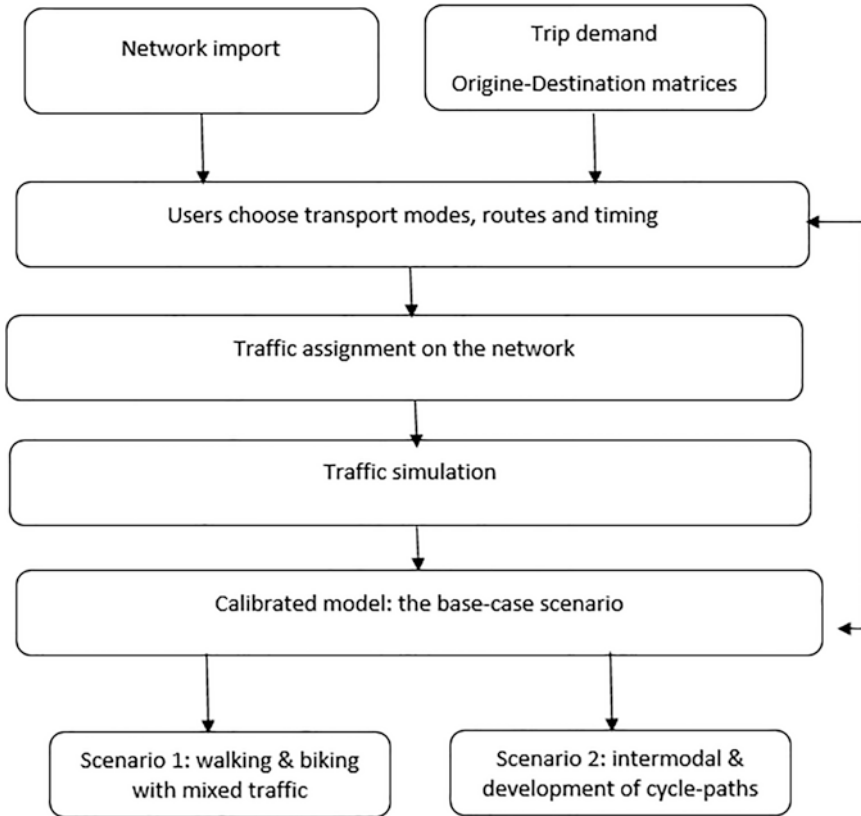 Network import
Trip demand
Origine-Destination matrices
Users choose transport modes, routes and timing
Traffic assignment on the network
Traffic simulation
Calibrated model: the base-case scenario
Scenario 1: walking & biking
with mixed traffic
Scenario 2: intermodal &
development of cycle-paths